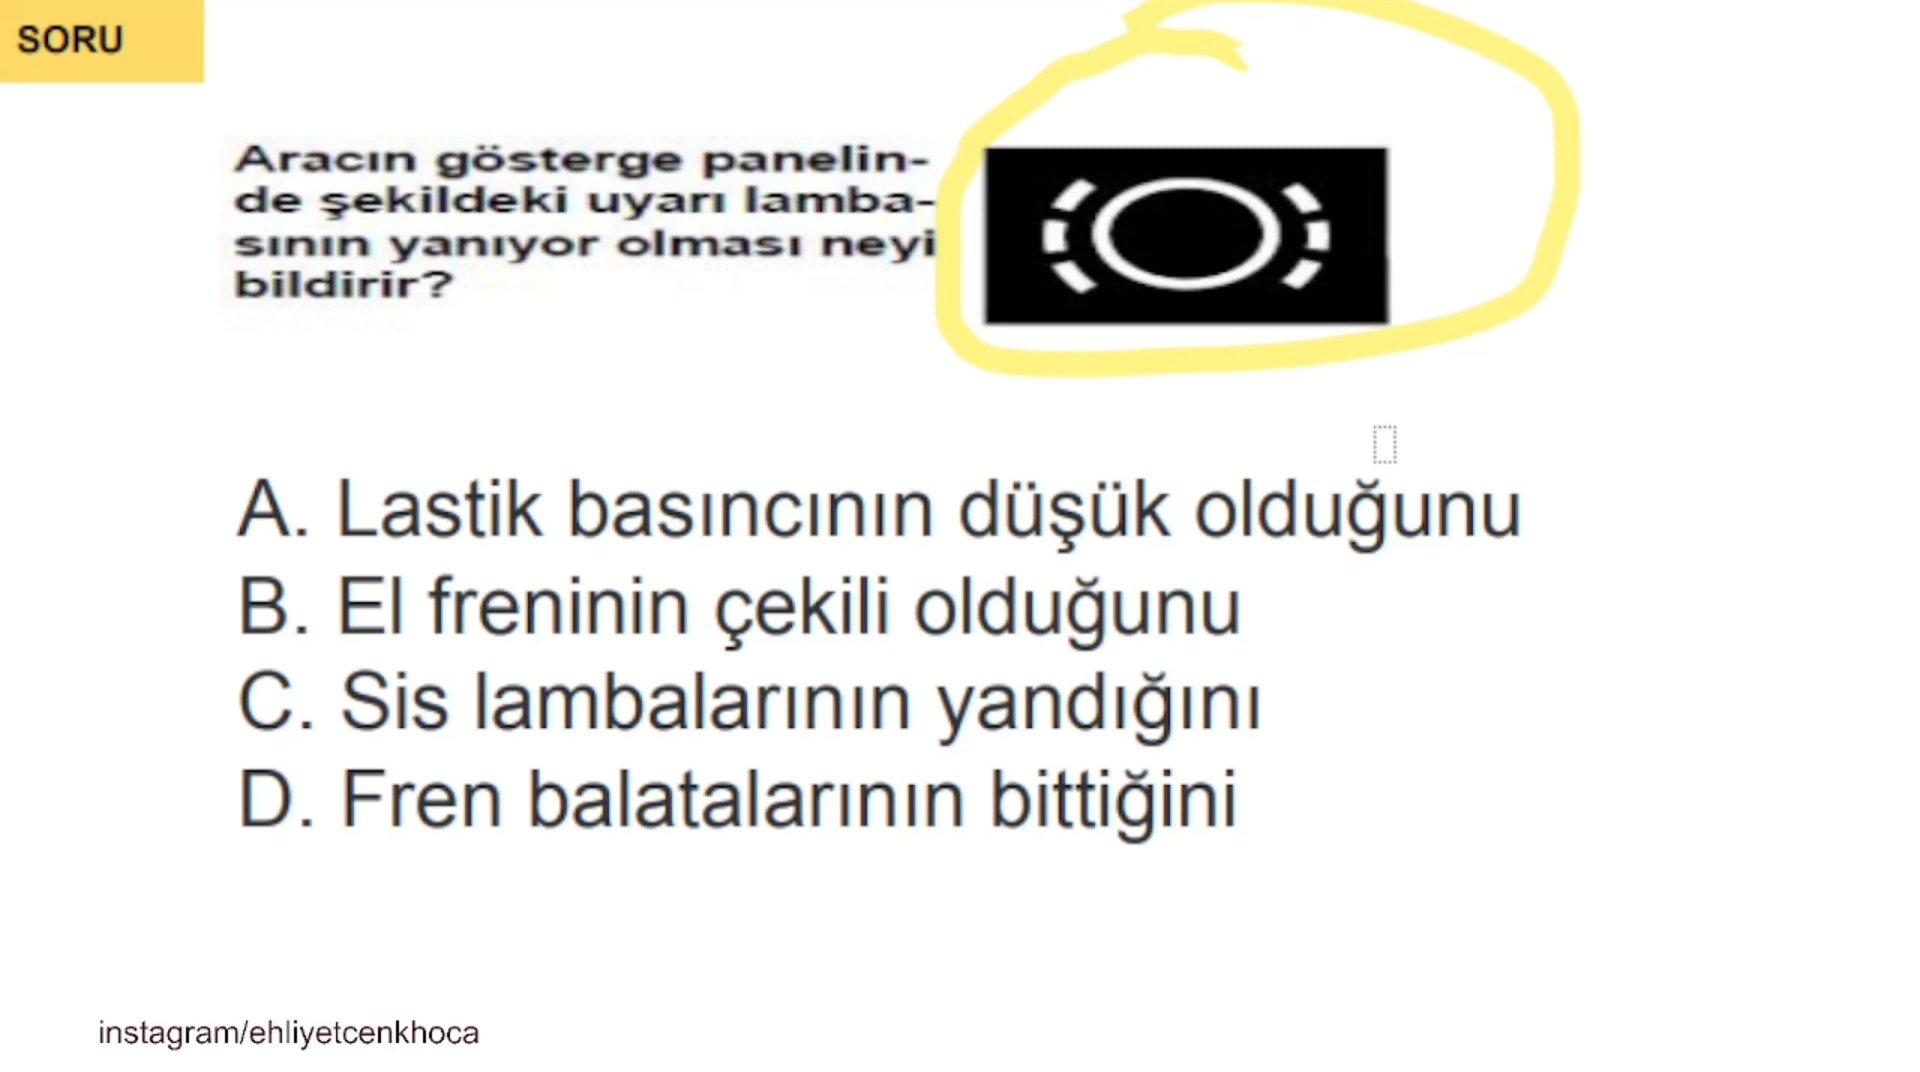 SORU
Aracın gösterge panelin-
de şekildeki uyarı lamba-
sının yanıyor olması neyi
bildirir?
A. Lastik basıncının düşük olduğunu
B. El freninin çekili olduğunu
C. Sis lambalarının yandığını
D. Fren balatalarının bittiğini
instagram/ehliyetcenkhoca